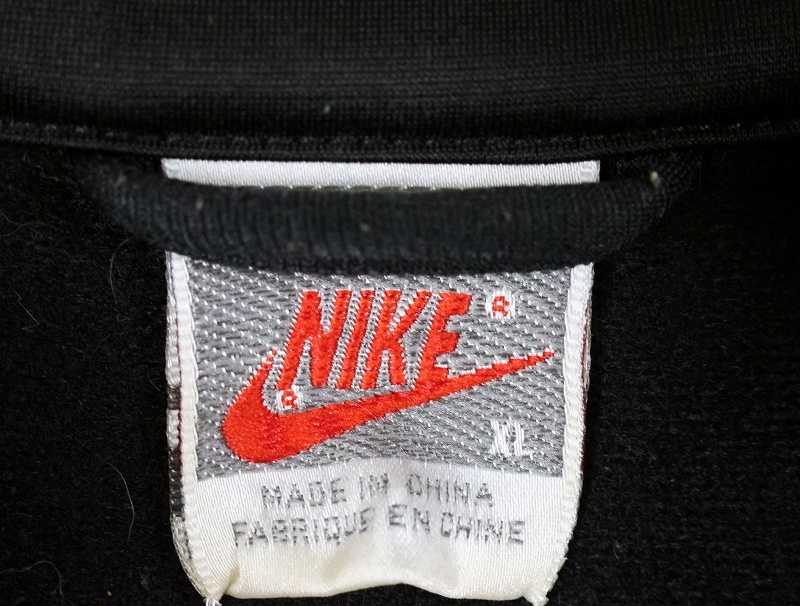 NIKE ®
®
XL
MADE IN CHINA
FABRIQUE EN CHINE